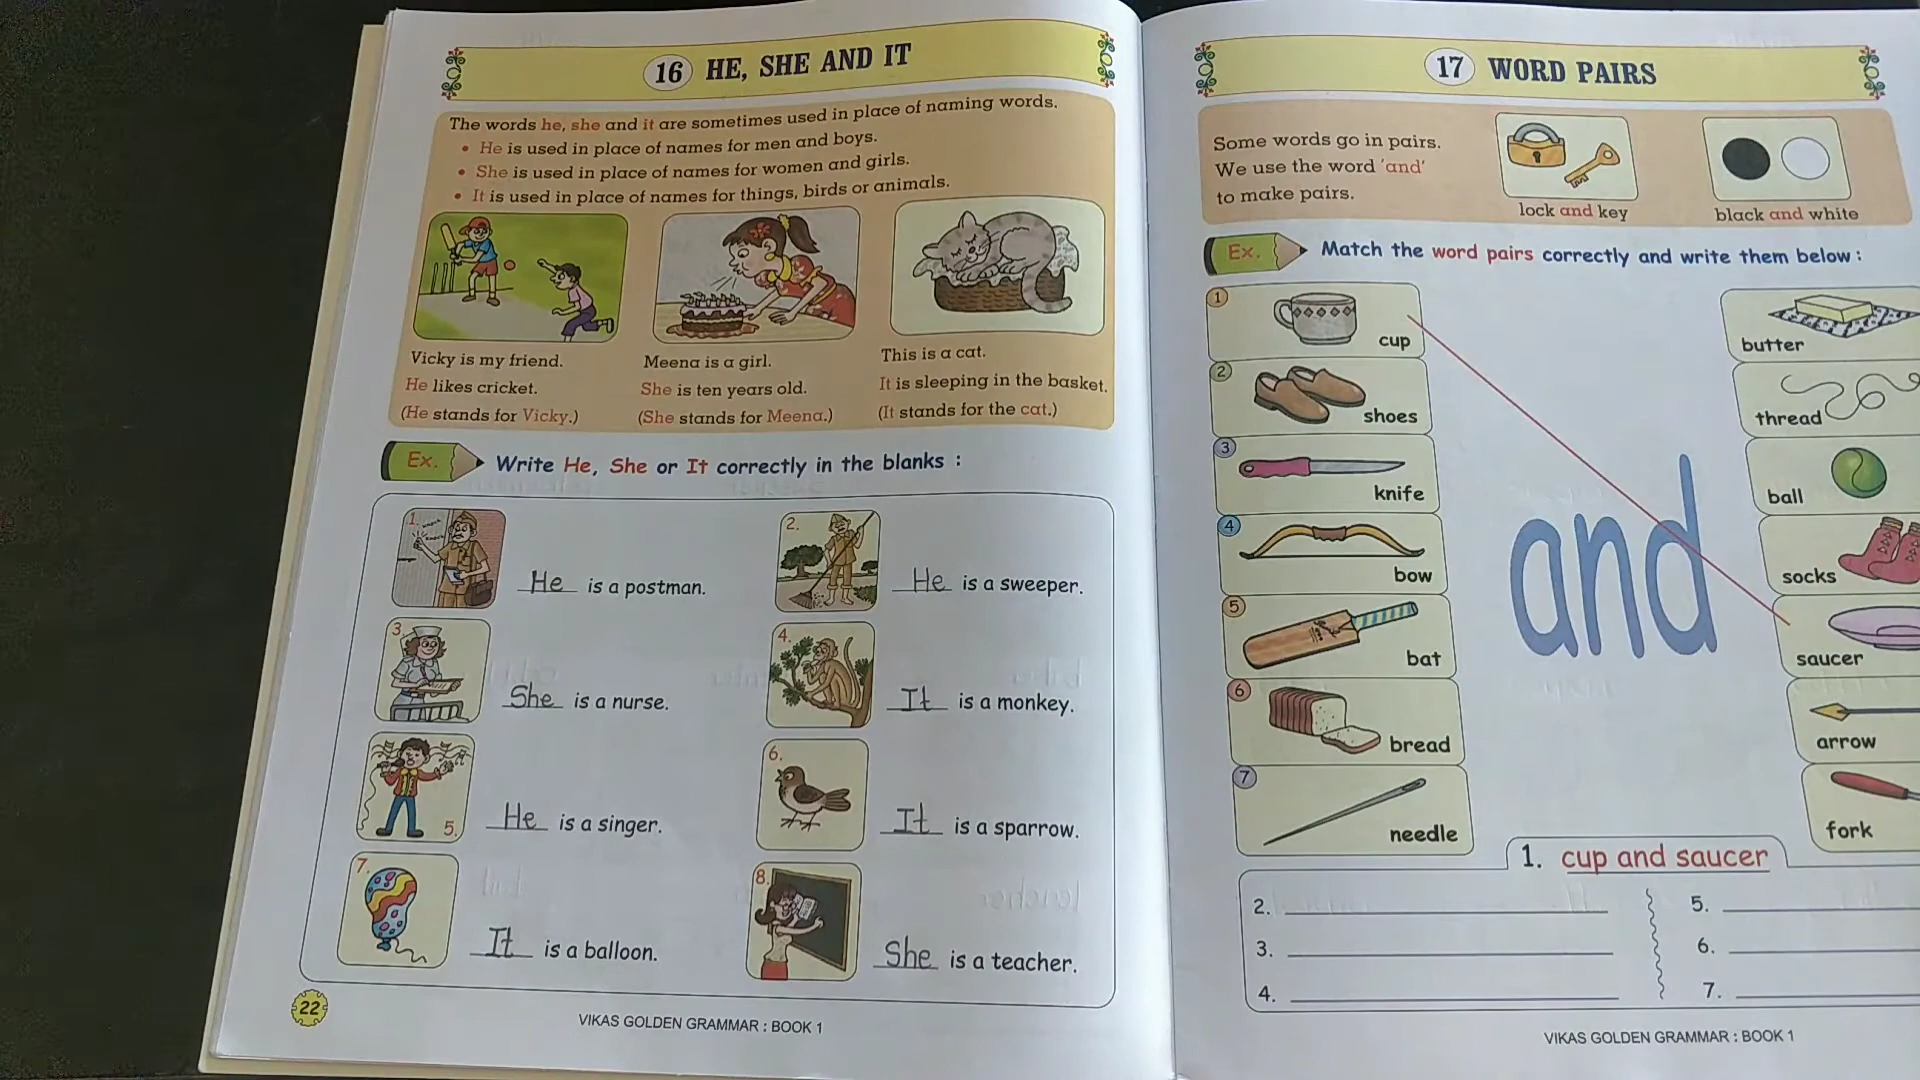 16 HE, SHE AND IT
The words he, she and it are sometimes used in place of naming words.
• He is used in place of names for men and boys.
• She is used in place of names for women and girls.
• It is used in place of names for things, birds or animals.
Vicky is my friend.
He likes cricket.
(He stands for Vicky.)
Meena is a girl.
She is ten years old.
(She stands for Meena.)
This is a cat.
It is sleeping in the basket.
(It stands for the cat.)
Ex. Write He, She or It correctly in the blanks :
1. He is a postman.
2. He is a sweeper.
3. She is a nurse.
4. It is a monkey.
5. He is a singer.
6. It is a sparrow.
7. It is a balloon.
8. She is a teacher.
22
VIKAS GOLDEN GRAMMAR : BOOK 1
17 WORD PAIRS
Some words go in pairs.
We use the word 'and'
to make pairs.
lock and key
black and white
Ex. Match the word pairs correctly and write them below :
1 cup
2 shoes
3 knife
4 bow
5 bat
6 bread
7 needle
and
butter
thread
ball
socks
saucer
arrow
fork
1. cup and saucer
2.
3.
4.
5.
6.
7.
VIKAS GOLDEN GRAMMAR : BOOK 1